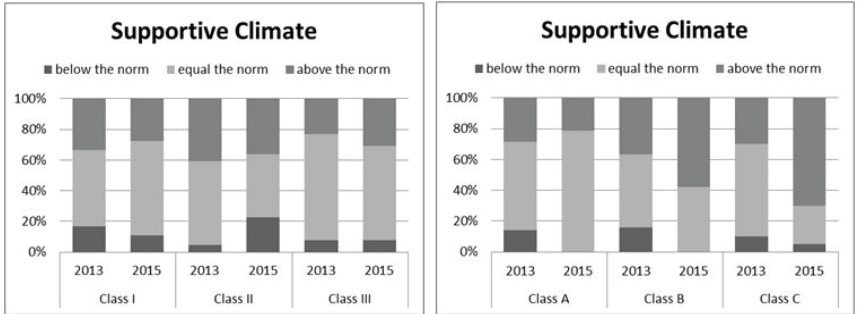 Supportive Climate
below the norm equal the norm above the norm
100%
80%
60%
40%
20%
0%
2013 2015 2013 2015 2013 2015
Class I Class II Class III
Supportive Climate
below the norm equal the norm above the norm
100%
80%
60%
40%
20%
0%
2013 2015 2013 2015 2013 2015
Class A Class B Class C